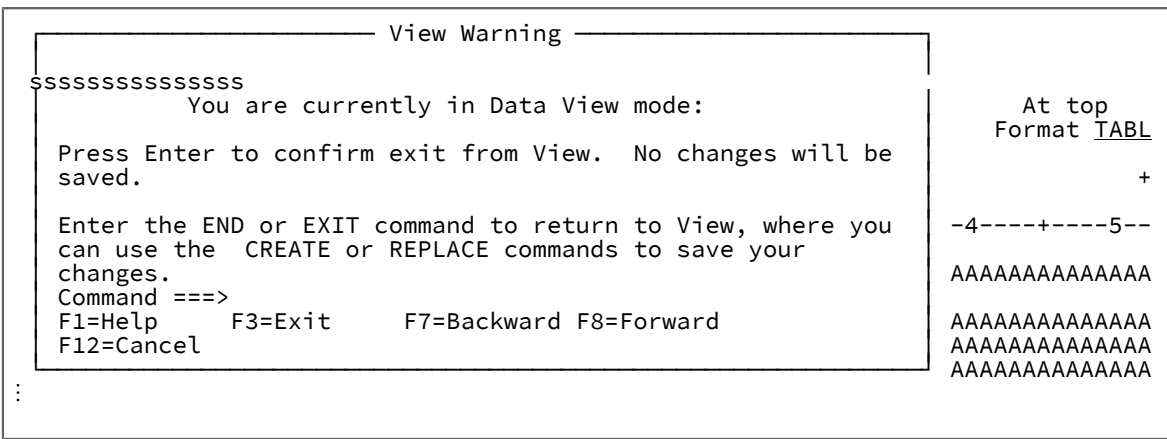 View Warning
sssssssssssssss
You are currently in Data View mode: At top
Format TABL
Press Enter to confirm exit from View.  No changes will be
saved. +
Enter the END or EXIT command to return to View, where you -4----+----5--
can use the  CREATE or REPLACE commands to save your
changes. AAAAAAAAAAAAAA
Command ===>
F1=Help      F3=Exit      F7=Backward F8=Forward AAAAAAAAAAAAAA
F12=Cancel AAAAAAAAAAAAAA
AAAAAAAAAAAAAA
⋮